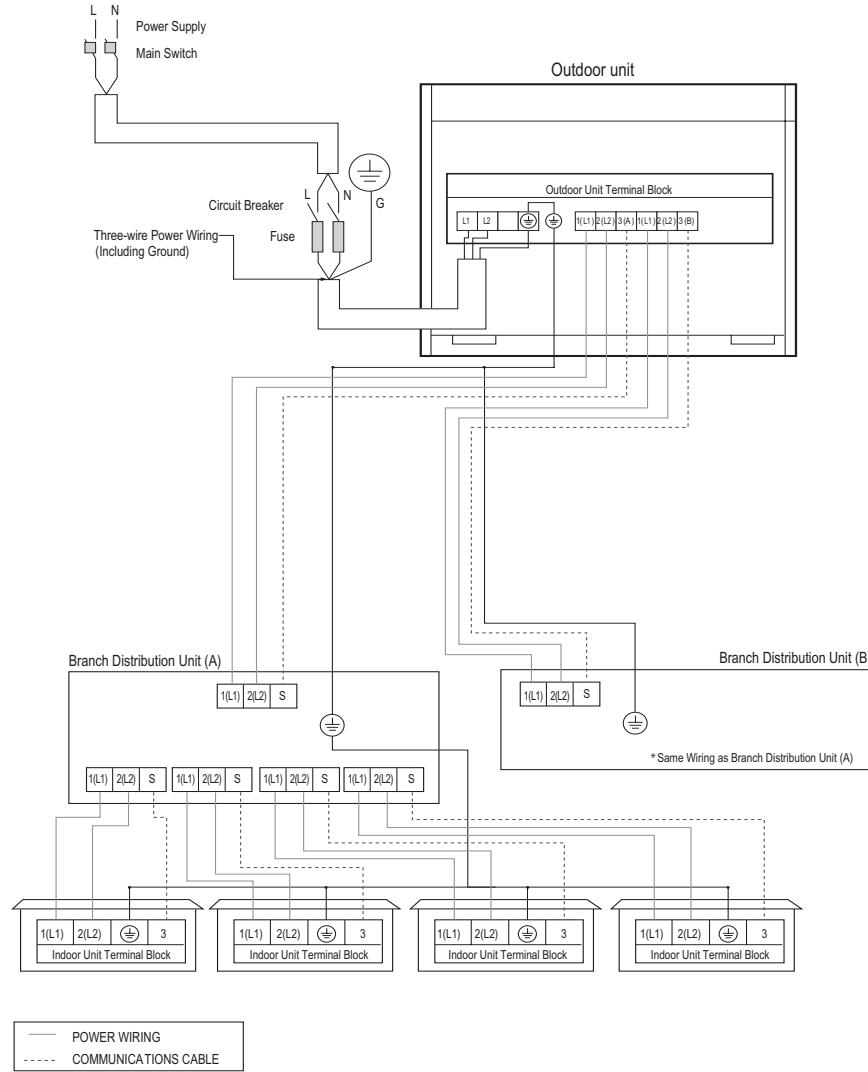 L N
Power Supply
Main Switch
Outdoor unit
Outdoor Unit Terminal Block
L1 L2 1(L1) 2(L2) 3(A) 1(L1) 2(L2) 3(B)
L N
G
Circuit Breaker
Fuse
Three-wire Power Wiring
(Including Ground)
Branch Distribution Unit (A)
1(L1) 2(L2) S
1(L1) 2(L2) S 1(L1) 2(L2) S 1(L1) 2(L2) S 1(L1) 2(L2) S
Branch Distribution Unit (B
1(L1) 2(L2) S
* Same Wiring as Branch Distribution Unit (A)
1(L1) 2(L2) 3
Indoor Unit Terminal Block
1(L1) 2(L2) 3
Indoor Unit Terminal Block
1(L1) 2(L2) 3
Indoor Unit Terminal Block
1(L1) 2(L2) 3
Indoor Unit Terminal Block
POWER WIRING
COMMUNICATIONS CABLE